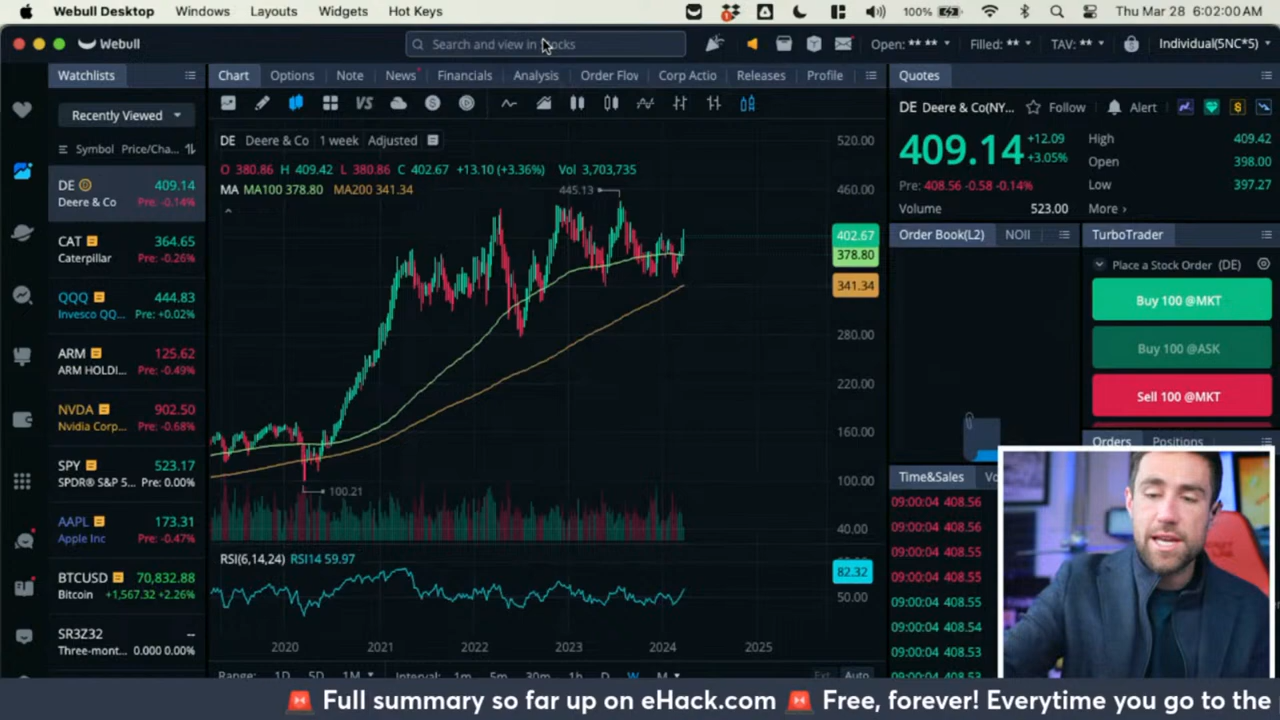 Webull Desktop Windows Layouts Widgets Hot Keys 100% Thu Mar 28 6:02:00 AM
Webull Search and view in stocks Open: ** ** Filled: ** TAV: ** Individual(5NC*5)
Watchlists Chart Options Note News Financials Analysis Order Flov Corp Actio Releases Profile Quotes
Recently Viewed
VS
Symbol Price/Cha...
DE 409.14
Deere & Co Pre: -0.14%
CAT 364.65
Caterpillar Pre: -0.26%
QQQ 444.83
Invesco QQ... Pre: +0.02%
ARM 125.62
ARM HOLDI... Pre: -0.49%
NVDA 902.50
Nvidia Corp... Pre: -0.68%
SPY 523.17
SPDR® S&P 5... Pre: 0.00%
AAPL 173.31
Apple Inc Pre: -0.47%
BTCUSD 70,832.88
Bitcoin +1,567.32 +2.26%
SR3Z32 --
Three-mont... 0.000 0.00%
DE Deere & Co 1 week Adjusted
O 380.86 H 409.42 L 380.86 C 402.67 +13.10 (+3.36%) Vol 3,703,735
MA MA100 378.80 MA200 341.34
445.13
100.21
520.00
460.00
402.67
378.80
341.34
280.00
220.00
160.00
100.00
40.00
RSI(6,14,24) RSI14 59.97
82.32
50.00
2020 2021 2022 2023 2024 2025
Range: 1D 5D 1M Interval: 1m 5m 30m 1h D W M Ext Auto
DE Deere & Co(NY... Follow Alert
409.14 +12.09
+3.05%
High 409.42
Open 398.00
Low 397.27
Pre: 408.56 -0.58 -0.14%
Volume 523.00 More ›
Order Book(L2) NOII
TurboTrader
Place a Stock Order (DE)
Buy 100 @MKT
Buy 100 @ASK
Sell 100 @MKT
Orders Positions
Time&Sales
09:00:04 408.56
09:00:04 408.56
09:00:04 408.55
09:00:04 408.55
09:00:04 408.55
09:00:04 408.54
09:00:04 408.53
09:00:04 408.53
Full summary so far up on eHack.com Free, forever! Everytime you go to the